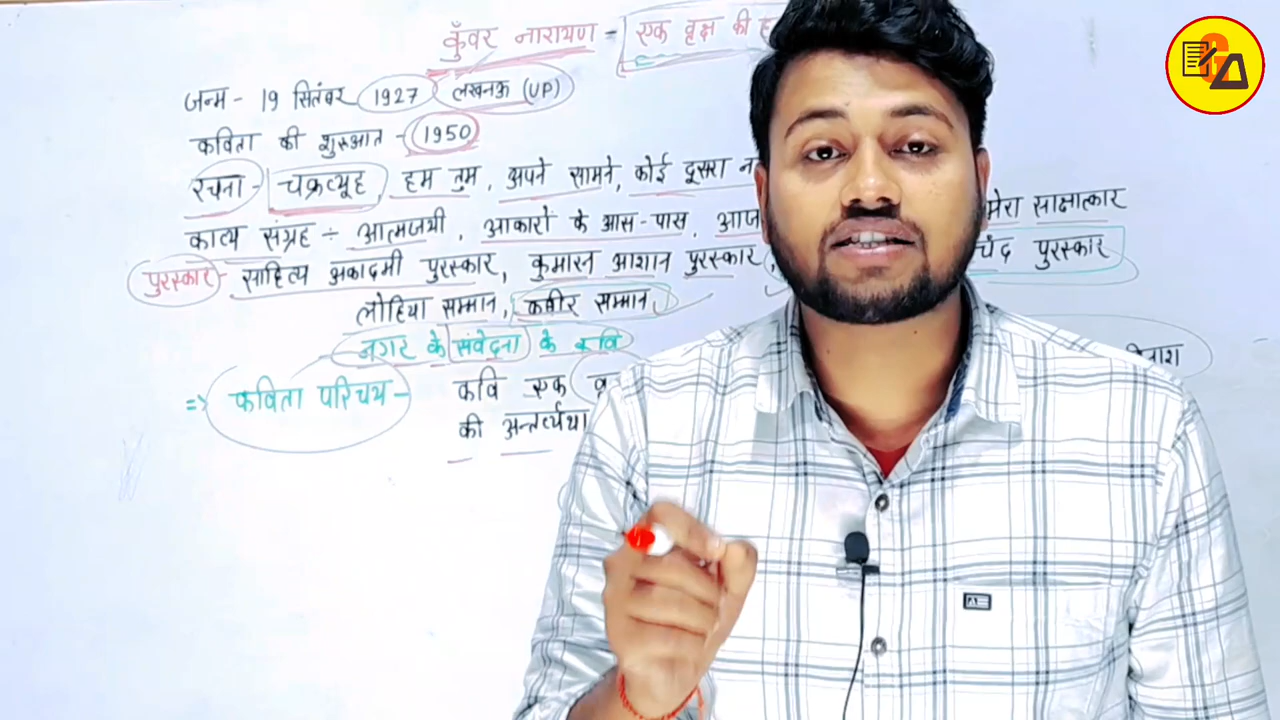 कुँवर नारायण - एक वृक्ष की ह
जन्म - 19 सितंबर 1927 लखनऊ (UP)
कविता की शुरुआत - 1950
रचना - चक्रव्यूह, हम तुम, अपने सामने, कोई दूसरा न
काव्य संग्रह ÷ आत्मजयी, आकारों के आस-पास, आज मेरा साक्षात्कार
पुरस्कार - साहित्य अकादमी पुरस्कार, कुमारन आशान पुरस्कार, चंद पुरस्कार
लोहिया सम्मान, कबीर सम्मान,
नगर के संवेदना के कवि
=> कविता परिचय - कवि एक
की अन्तर्व्यथा